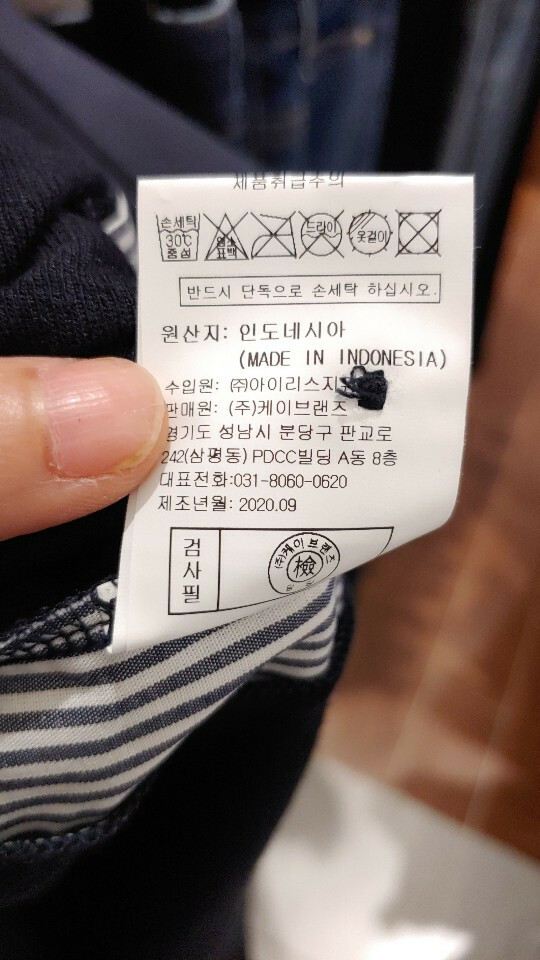 제품취급주의
손세탁 30℃ 중성 염소 표백 드라이 옷걸이
반드시 단독으로 손세탁 하십시오.
원산지: 인도네시아
(MADE IN INDONESIA)
수입원: ㈜아이리스지
판매원: (주)케이브랜즈
경기도 성남시 분당구 판교로
242(삼평동) PDCC빌딩 A동 8층
대표전화:031-8060-0620
제조년월: 2020.09
검사필
(주)케이브랜즈
檢